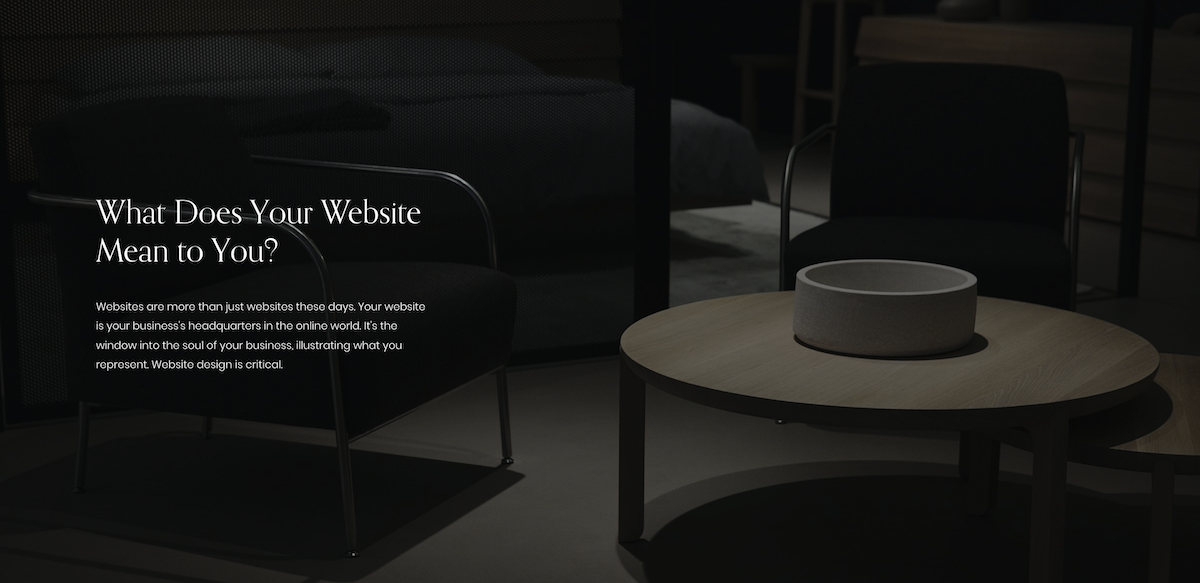 What Does Your Website
Mean to You?
Websites are more than just websites these days. Your website
is your business's headquarters in the online world. It's the
window into the soul of your business, illustrating what you
represent. Website design is critical.